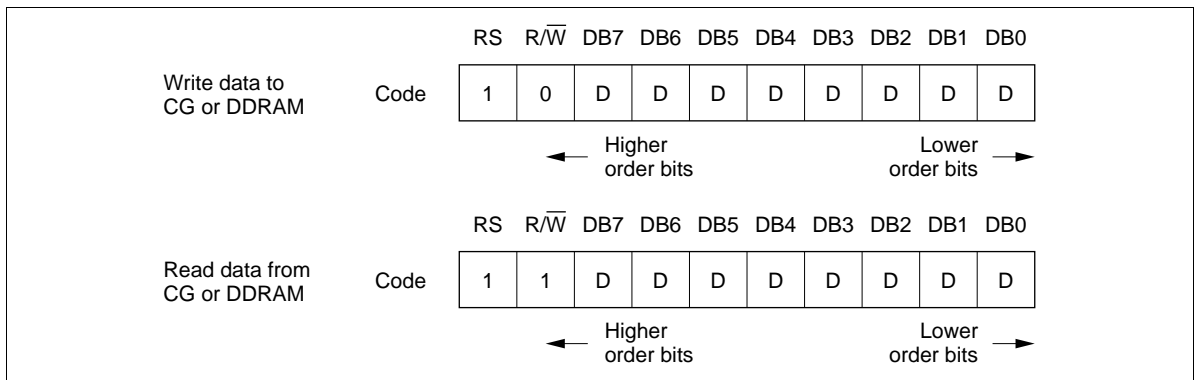 RS R/W̅ DB7 DB6 DB5 DB4 DB3 DB2 DB1 DB0
Write data to
CG or DDRAM
Code 1 0 D D D D D D D D
Higher
order bits
Lower
order bits
RS R/W̅ DB7 DB6 DB5 DB4 DB3 DB2 DB1 DB0
Read data from
CG or DDRAM
Code 1 1 D D D D D D D D
Higher
order bits
Lower
order bits